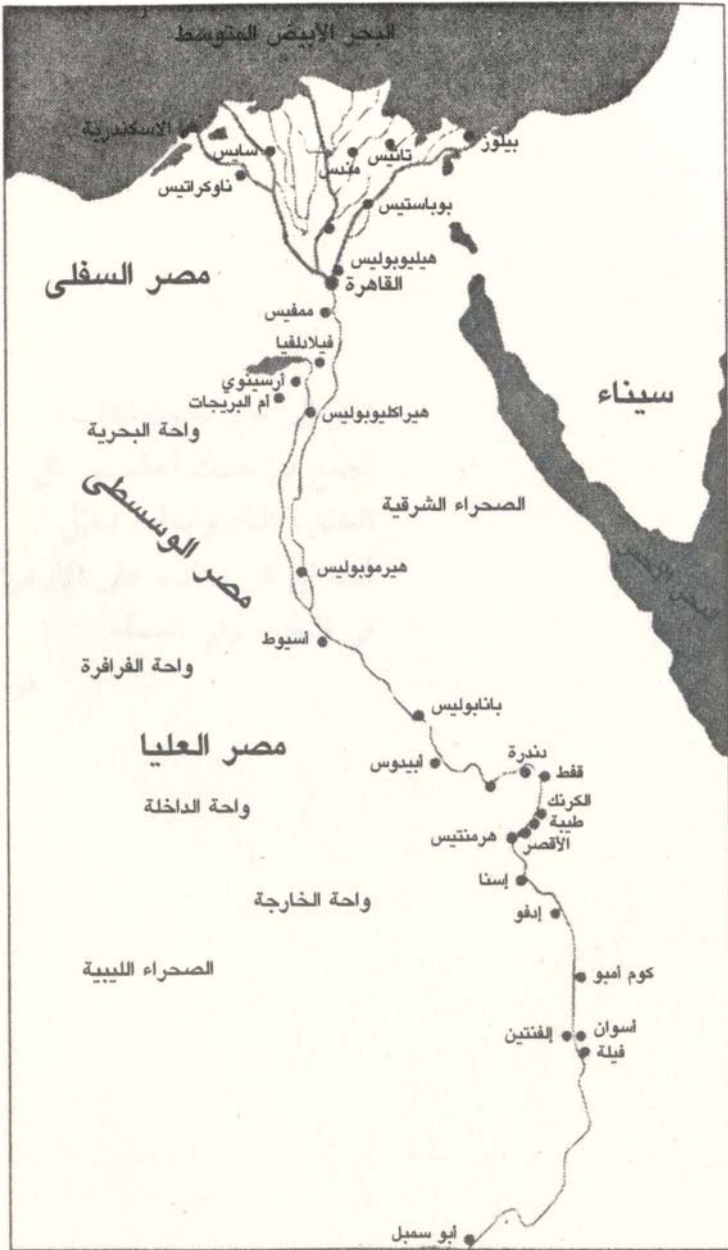 البحر الأبيض المتوسط
الاسكندرية
سايس
منديس
تانيس
بيلوز
ناوكراتيس
بوباستيس
هيليوبوليس
القاهرة
مصر السفلى
ممفيس
فيلادلفيا
أرسينوي
أم البريجات
سيناء
هيراكليوبوليس
واحة البحرية
الصحراء الشرقية
مصر الوسطى
هيرموبوليس
أسيوط
واحة الفرافرة
بانابوليس
مصر العليا
دندرة
قفط
أبيدوس
الكرنك
واحة الداخلة
طيبة
الأقصر
هرمنتيس
إسنا
واحة الخارجة
إدفو
الصحراء الليبية
كوم أمبو
أسوان
إلفنتين
فيلة
أبو سمبل